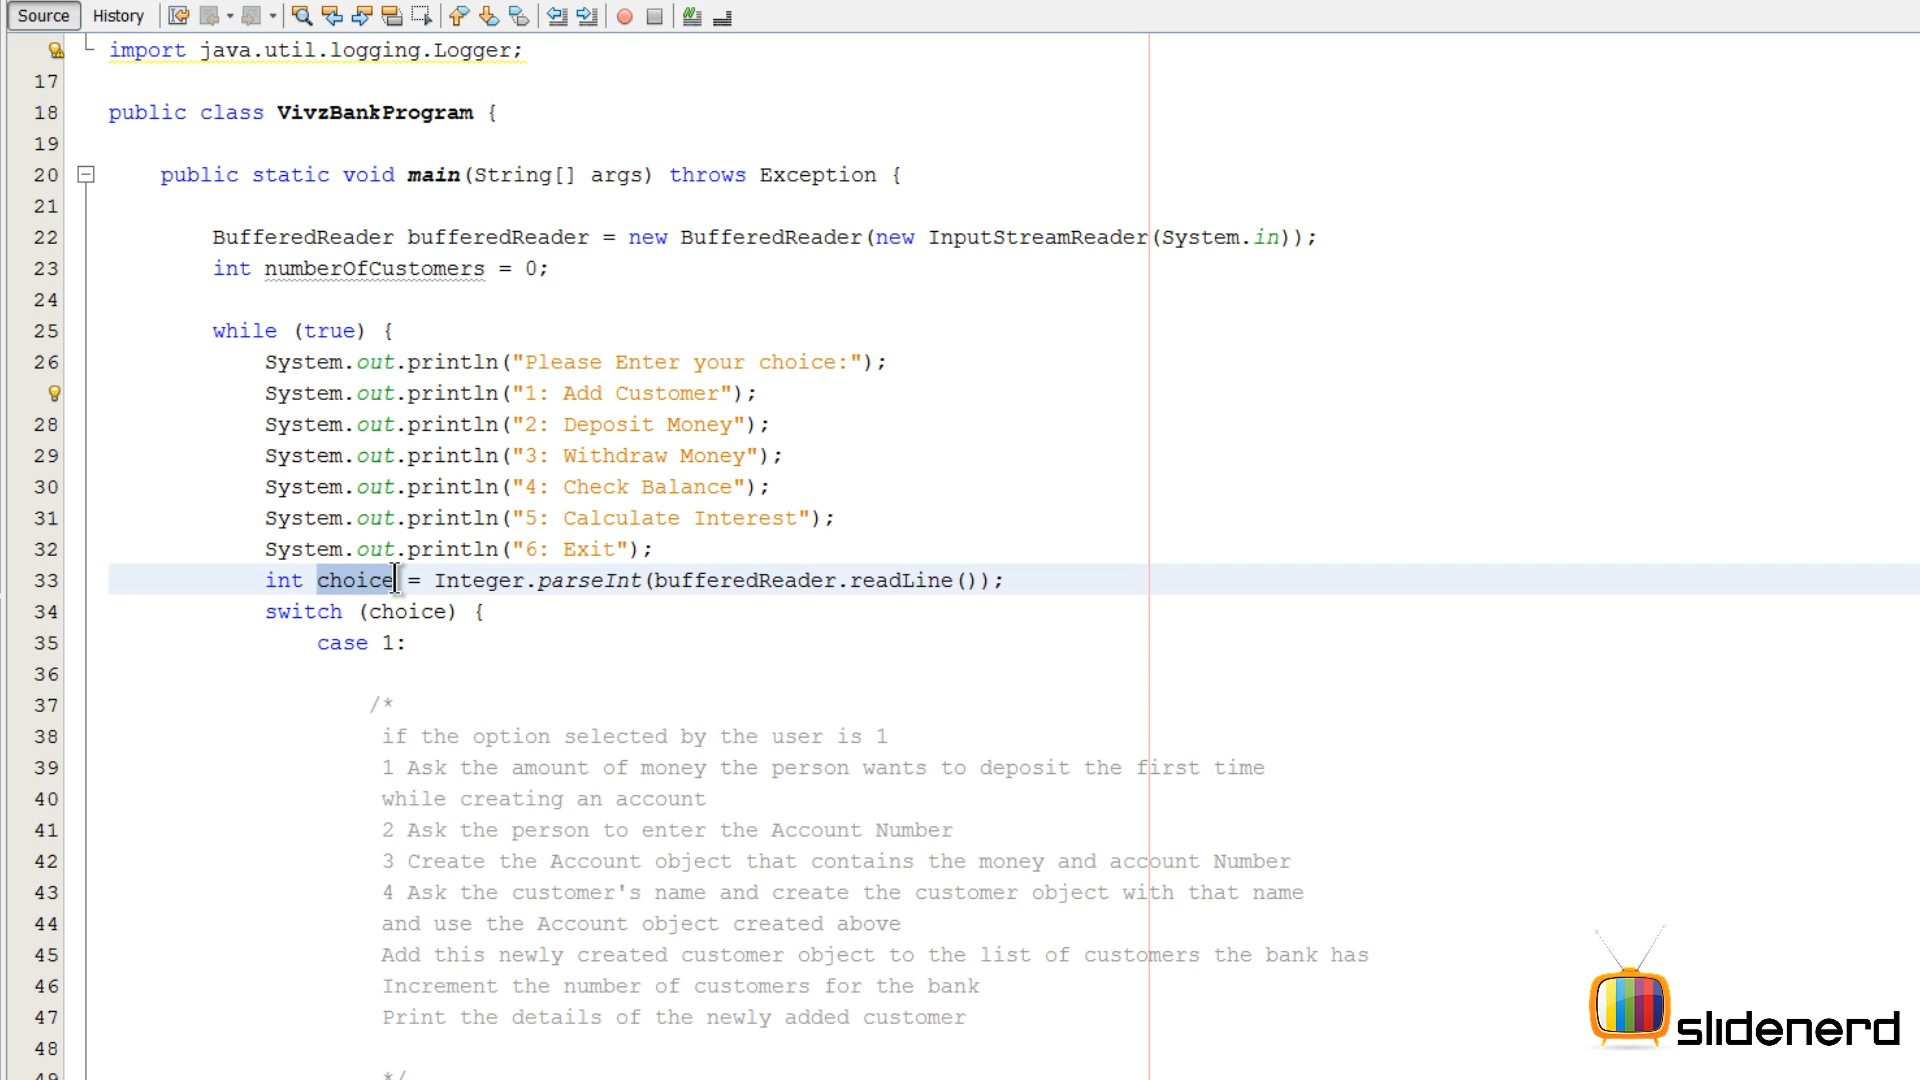 Source History
import java.util.logging.Logger;
17
18 public class VivzBankProgram {
19
20 public static void main(String[] args) throws Exception {
21
22 BufferedReader bufferedReader = new BufferedReader(new InputStreamReader(System.in));
23 int numberOfCustomers = 0;
24
25 while (true) {
26 System.out.println("Please Enter your choice:");
System.out.println("1: Add Customer");
28 System.out.println("2: Deposit Money");
29 System.out.println("3: Withdraw Money");
30 System.out.println("4: Check Balance");
31 System.out.println("5: Calculate Interest");
32 System.out.println("6: Exit");
33 int choice = Integer.parseInt(bufferedReader.readLine());
34 switch (choice) {
35 case 1:
36
37 /*
38 if the option selected by the user is 1
39 1 Ask the amount of money the person wants to deposit the first time
40 while creating an account
41 2 Ask the person to enter the Account Number
42 3 Create the Account object that contains the money and account Number
43 4 Ask the customer's name and create the customer object with that name
44 and use the Account object created above
45 Add this newly created customer object to the list of customers the bank has
46 Increment the number of customers for the bank
47 Print the details of the newly added customer
48
49 */
slidenerd